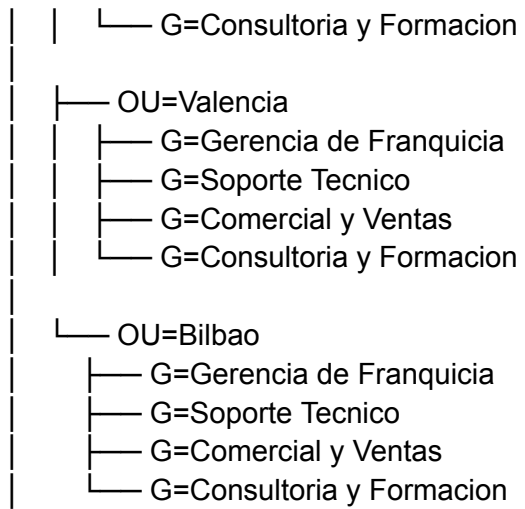 │ │ └── G=Consultoria y Formacion
│
│ ├── OU=Valencia
│ │ ├── G=Gerencia de Franquicia
│ │ ├── G=Soporte Tecnico
│ │ ├── G=Comercial y Ventas
│ │ └── G=Consultoria y Formacion
│
│ └── OU=Bilbao
│ ├── G=Gerencia de Franquicia
│ ├── G=Soporte Tecnico
│ ├── G=Comercial y Ventas
│ └── G=Consultoria y Formacion